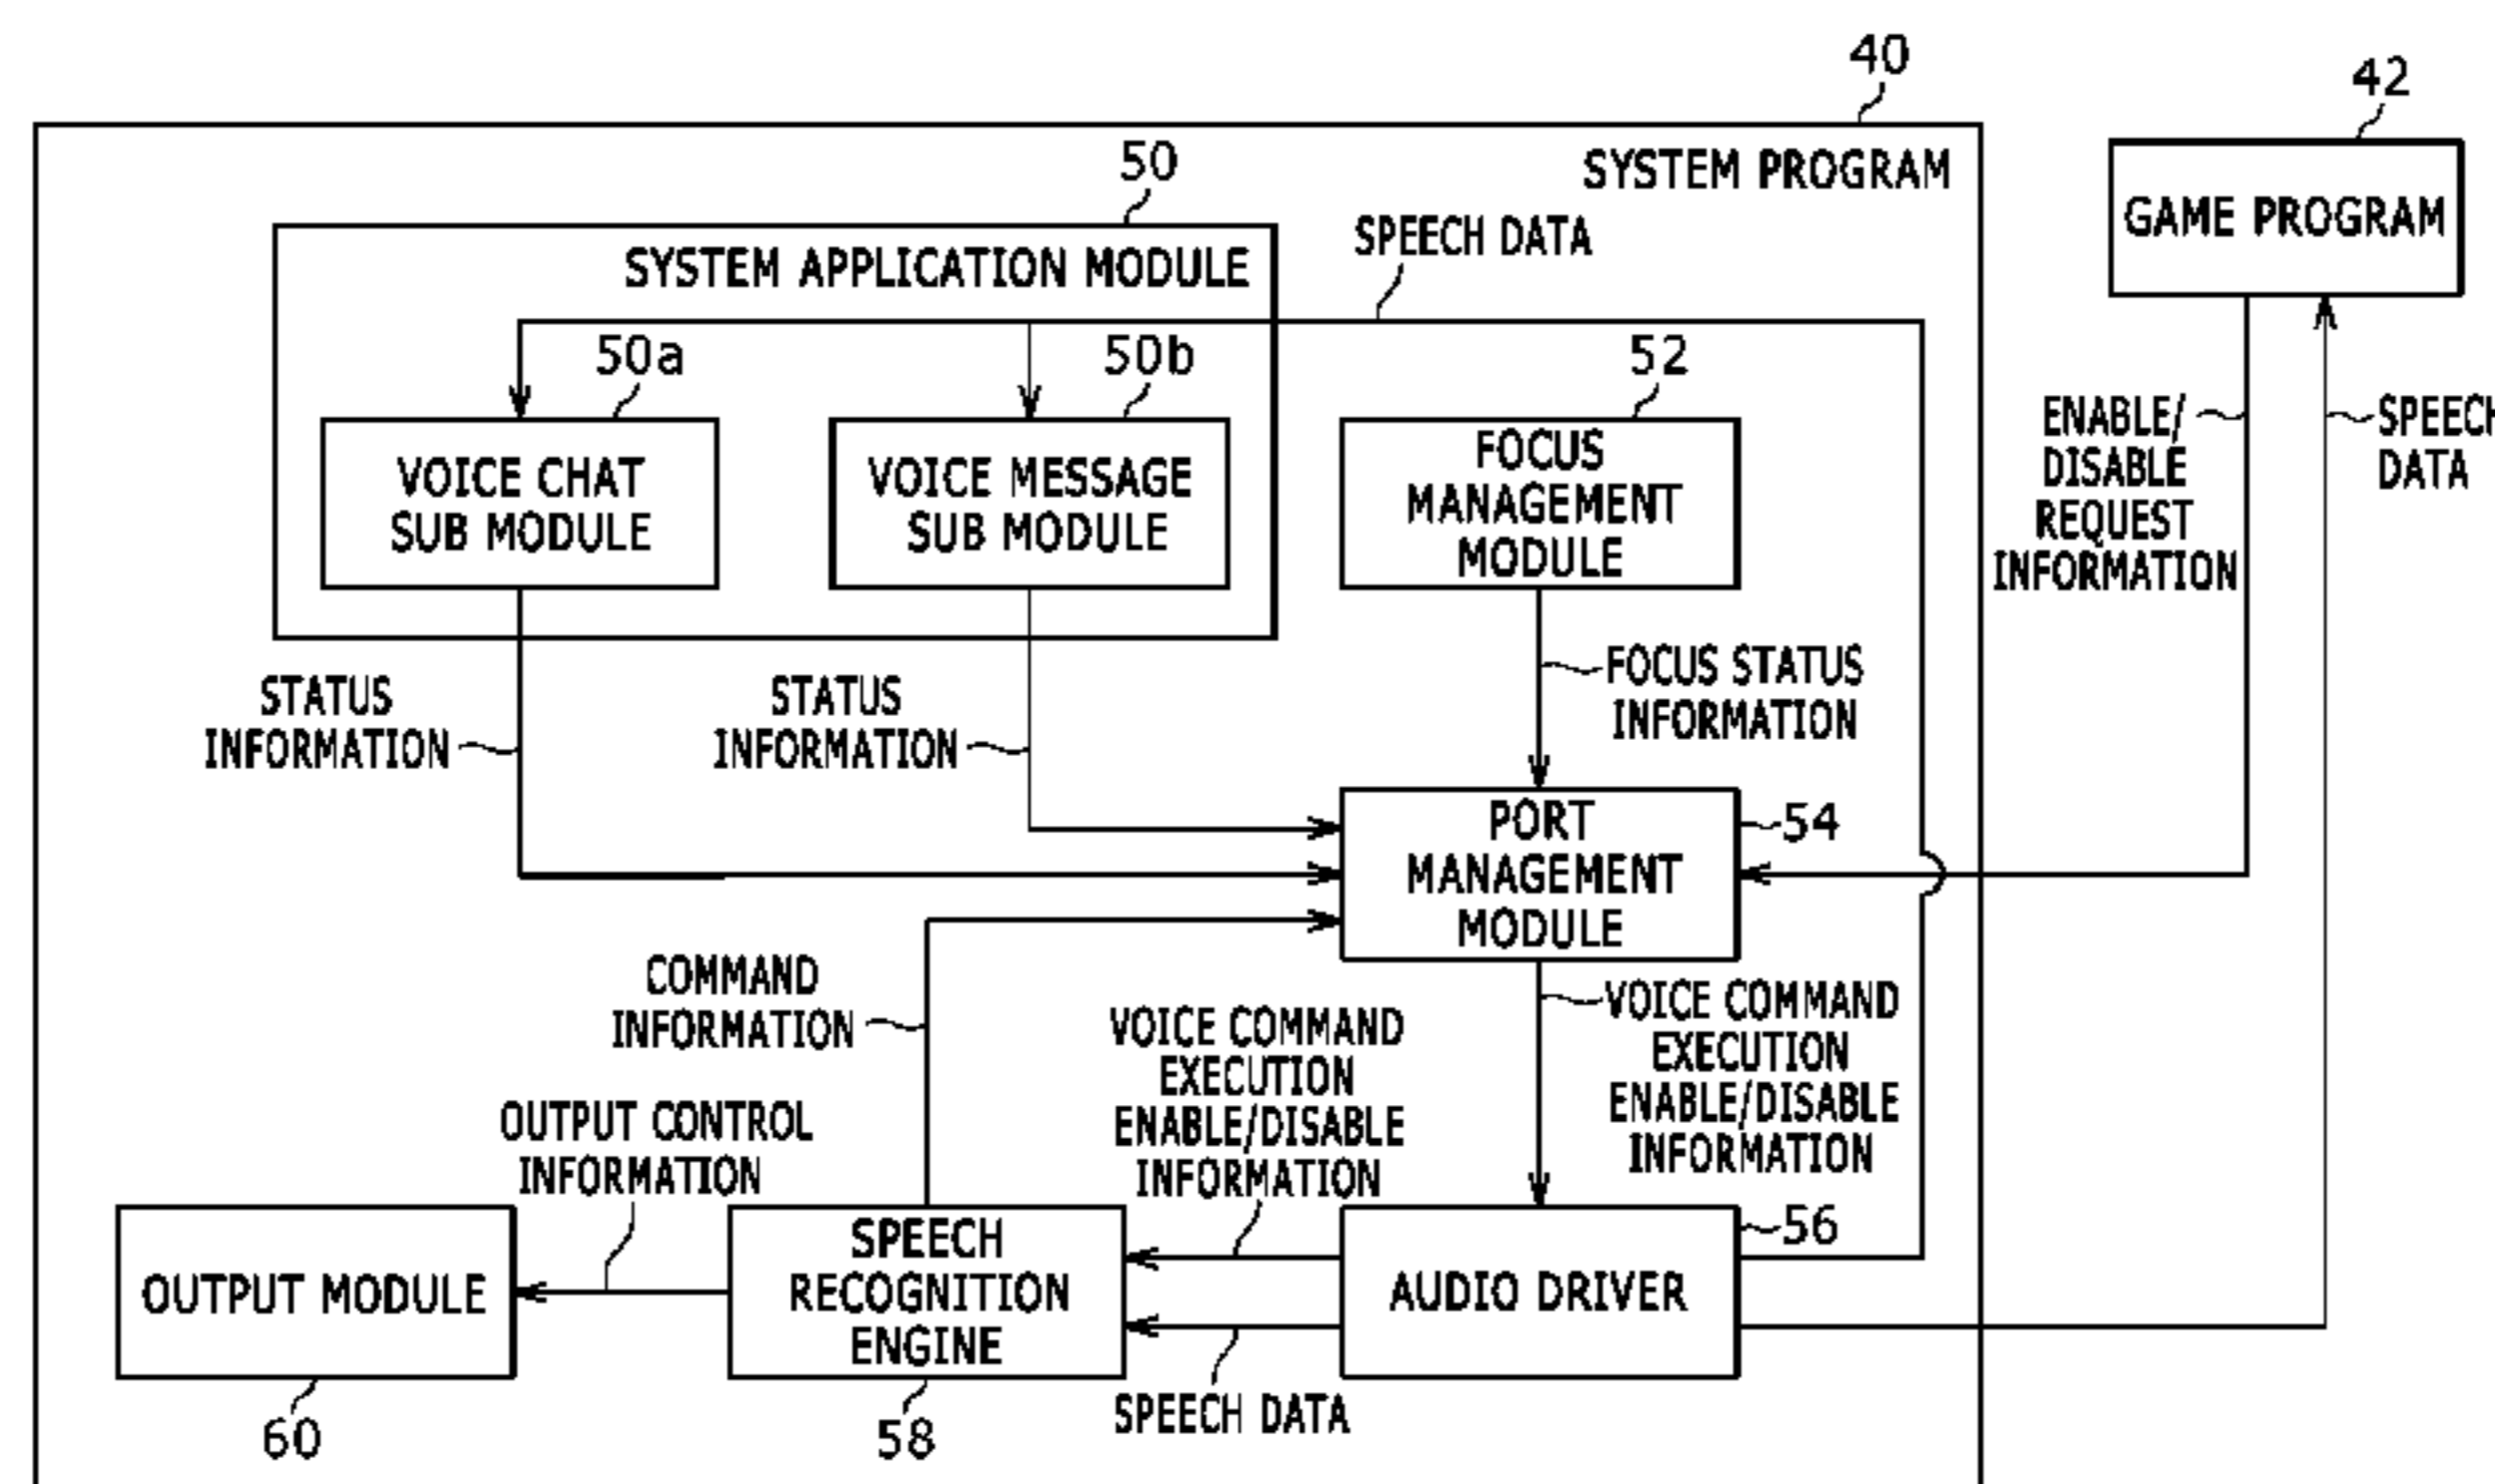 40
42
SYSTEM PROGRAM
50
GAME PROGRAM
SPEECH DATA
SYSTEM APPLICATION MODULE
50a
50b
52
VOICE CHAT
SUB MODULE
VOICE MESSAGE
SUB MODULE
FOCUS
MANAGEMENT
MODULE
ENABLE/
DISABLE
REQUEST
INFORMATION
SPEECH
DATA
STATUS
INFORMATION
STATUS
INFORMATION
FOCUS STATUS
INFORMATION
PORT
MANAGEMENT
MODULE
54
COMMAND
INFORMATION
VOICE COMMAND
EXECUTION
ENABLE/DISABLE
INFORMATION
VOICE COMMAND
EXECUTION
ENABLE/DISABLE
INFORMATION
OUTPUT CONTROL
INFORMATION
OUTPUT MODULE
SPEECH
RECOGNITION
ENGINE
AUDIO DRIVER
56
SPEECH DATA
60
58